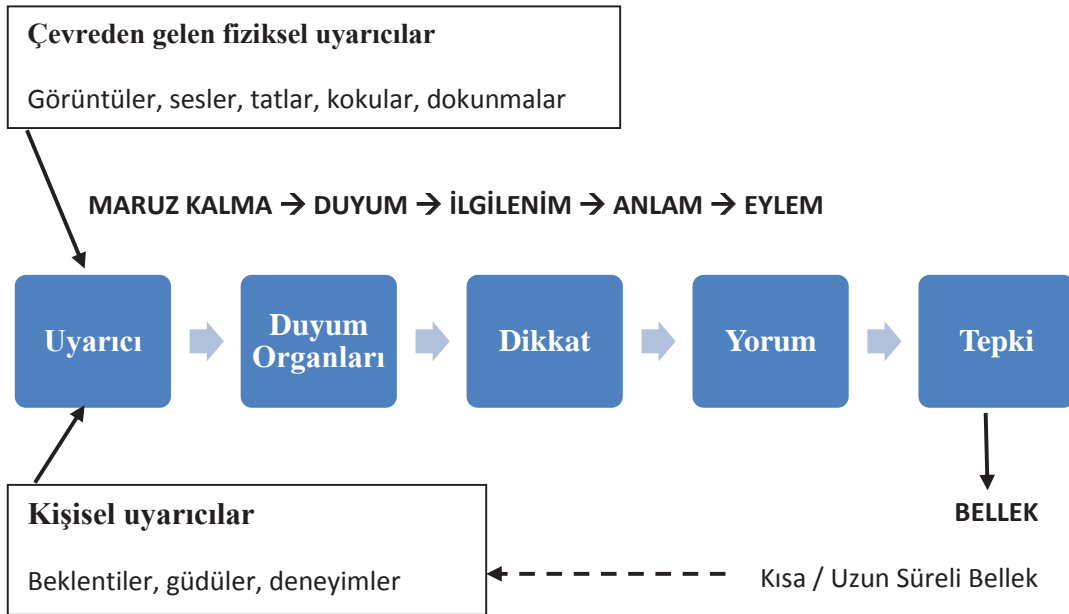 Çevreden gelen fiziksel uyarıcılar
Görüntüler, sesler, tatlar, kokular, dokunmalar
MARUZ KALMA → DUYUM → İLGİLENİM → ANLAM → EYLEM
Uyarıcı
Duyum
Organları
Dikkat
Yorum
Tepki
Kişisel uyarıcılar
Beklentiler, güdüler, deneyimler
BELLEK
Kısa / Uzun Süreli Bellek